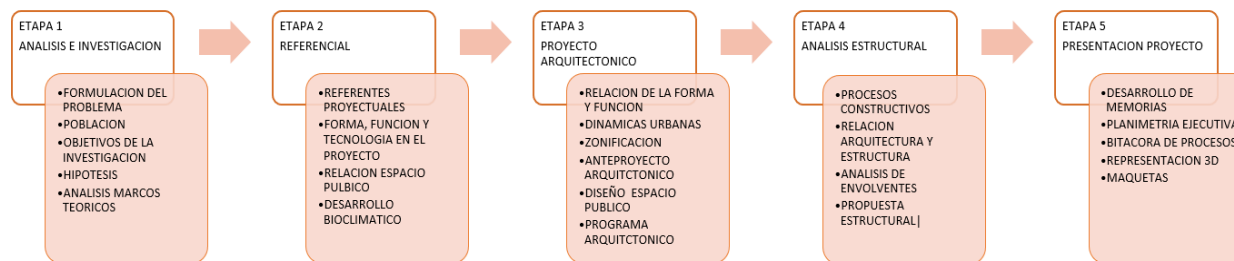 ETAPA 1
ANALISIS E INVESTIGACION
•FORMULACION DEL
PROBLEMA
•POBLACION
•OBJETIVOS DE LA
INVESTIGACION
•HIPOTESIS
•ANALISIS MARCOS
TEORICOS
ETAPA 2
REFERENCIAL
•REFERENTES
PROYECTUALES
•FORMA, FUNCION Y
TECNOLOGIA EN EL
PROYECTO
•RELACION ESPACIO
PULBICO
•DESARROLLO
BIOCLIMATICO
ETAPA 3
PROYECTO
ARQUITECTONICO
•RELACION DE LA FORMA
Y FUNCION
•DINAMICAS URBANAS
•ZONIFICACION
•ANTEPROYECTO
ARQUITCTONICO
•DISEÑO ESPACIO
PUBLICO
•PROGRAMA
ARQUITCTONICO
ETAPA 4
ANALISIS ESTRUCTURAL
•PROCESOS
CONSTRUCTIVOS
•RELACION
ARQUITECTURA Y
ESTRUCTURA
•ANALISIS DE
ENVOLVENTES
•PROPUESTA
ESTRUCTURAL
ETAPA 5
PRESENTACION PROYECTO
•DESARROLLO DE
MEMORIAS
•PLANIMETRIA EJECUTIVA
•BITACORA DE PROCESOS
•REPRESENTACION 3D
•MAQUETAS